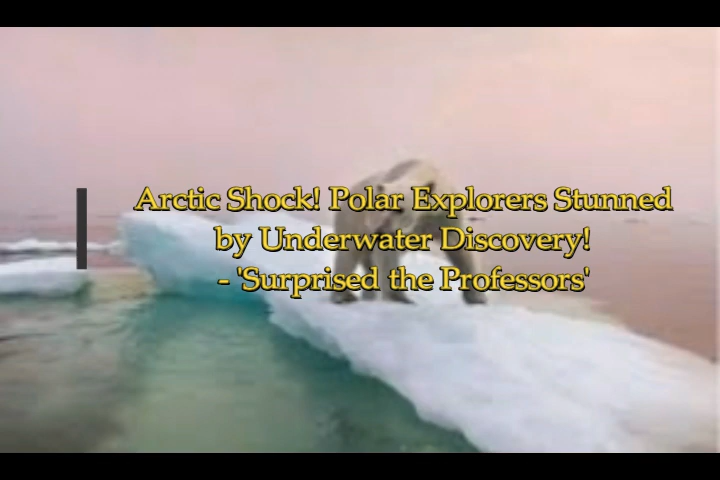 Arctic Shock! Polar Explorers Stunned
by Underwater Discovery!
- 'Surprised the Professors'